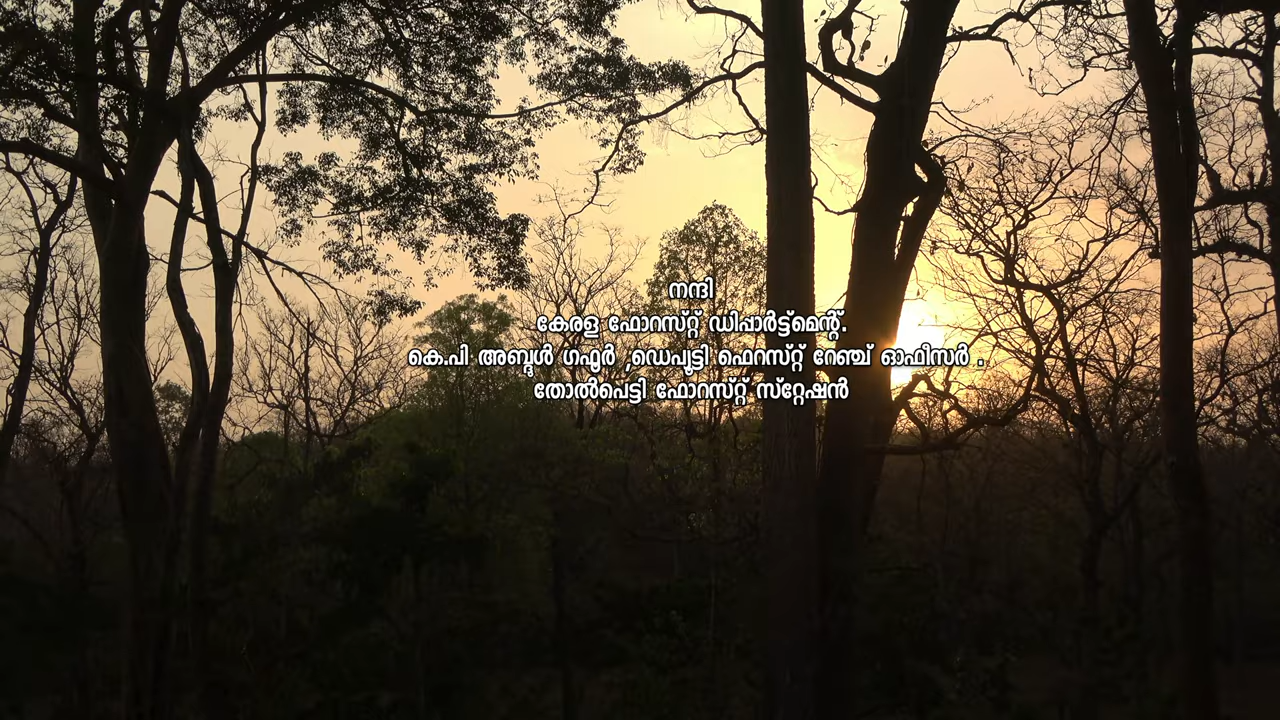 നന്ദി
കേരള ഫോറസ്റ്റ് ഡിപ്പാർട്ട്മെന്റ്.
കെ.പി അബ്ദുൾ ഗഫൂർ ,ഡെപ്യൂട്ടി ഫെറസ്റ്റ് റേഞ്ച് ഓഫീസർ .
തോൽപെട്ടി ഫോറസ്റ്റ് സ്റ്റേഷൻ